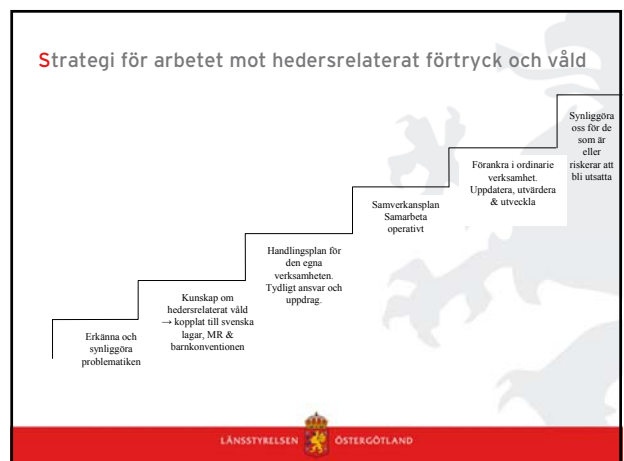 Strategi för arbetet mot hedersrelaterat förtryck och våld
Erkänna och
synliggöra
problematiken
Kunskap om
hedersrelaterat våld
→ kopplat till svenska
lagar, MR &
barnkonventionen
Handlingsplan för
den egna
verksamheten.
Tydligt ansvar och
uppdrag.
Samverkansplan
Samarbeta
operativt
Förankra i ordinarie
verksamhet.
Uppdatera, utvärdera
& utveckla
Synliggöra
oss för de
som är
eller
riskerar att
bli utsatta
LÄNSSTYRELSEN ÖSTERGÖTLAND